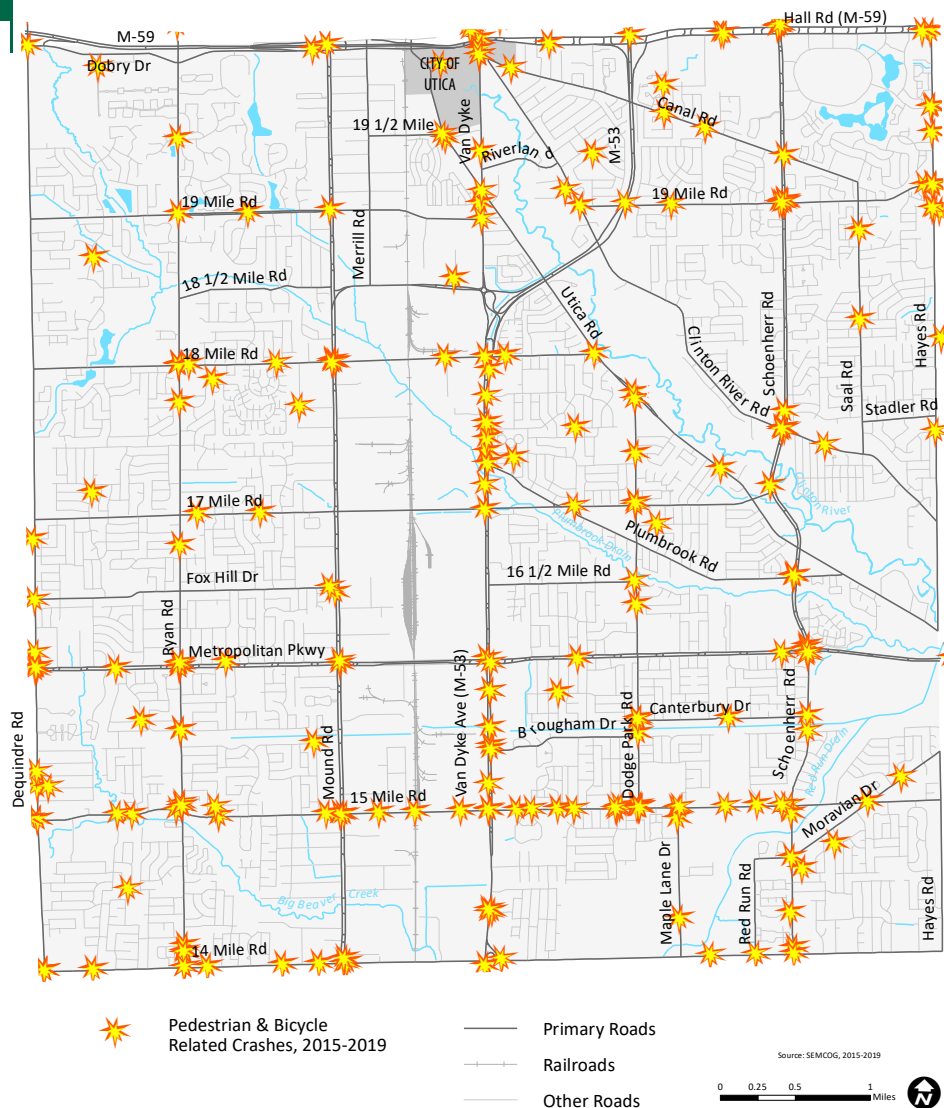 Hall Rd (M-59)
M-59
Dobry Dr
CITY OF
UTICA
Canal Rd
19 1/2 Mile
Van Dyke
M-53
Riverland
19 Mile Rd
19 Mile Rd
Merrill Rd
18 1/2 Mile Rd
Utica Rd
Schoenherr Rd
Hayes Rd
Clinton River Rd
Saal Rd
18 Mile Rd
Stadler Rd
17 Mile Rd
Clinton River
Plumbrook Drain
Plumbrook Rd
16 1/2 Mile Rd
Fox Hill Dr
Ryan Rd
Metropolitan Pkwy
Van Dyke Ave (M-53)
Dequindre Rd
Mound Rd
Brougham Dr
Dodge Park Rd
Canterbury Dr
Schoenherr Rd
Red Run Drain
15 Mile Rd
Moravian Dr
Big Beaver Creek
Maple Lane Dr
Red Run Rd
Hayes Rd
14 Mile Rd
Pedestrian & Bicycle
Related Crashes, 2015-2019
Primary Roads
Railroads
Other Roads
Source: SEMCOG, 2015-2019
0 0.25 0.5 1
Miles
N